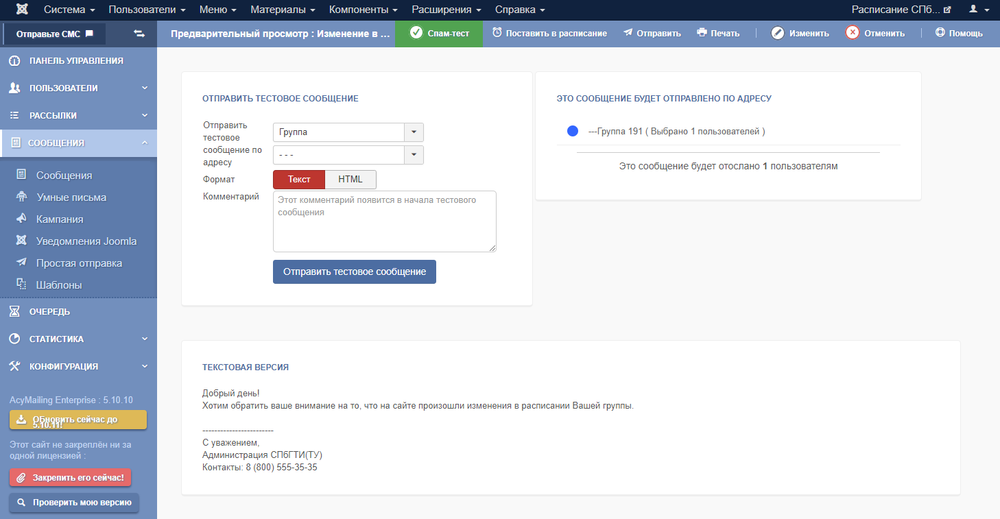 Система Пользователи Меню Материалы Компоненты Расширения Справка Расписание СПб...
Отправьте СМС
Предварительный просмотр : Изменение в ... Спам-тест Поставить в расписание Отправить Печать Изменить Отменить Помощь
ПАНЕЛЬ УПРАВЛЕНИЯ
ПОЛЬЗОВАТЕЛИ
РАССЫЛКИ
СООБЩЕНИЯ
Сообщения
Умные письма
Кампания
Уведомления Joomla
Простая отправка
Шаблоны
ОЧЕРЕДЬ
СТАТИСТИКА
КОНФИГУРАЦИЯ
AcyMailing Enterprise : 5.10.10
Обновить сейчас до
5.10.11!
Этот сайт не закреплён ни за
одной лицензией :
Закрепить его сейчас!
Проверить мою версию
ОТПРАВИТЬ ТЕСТОВОЕ СООБЩЕНИЕ
Отправить
тестовое
сообщение по
адресу
Группа
- - -
Формат
Текст HTML
Комментарий
Этот комментарий появится в начала тестового
сообщения
Отправить тестовое сообщение
ЭТО СООБЩЕНИЕ БУДЕТ ОТПРАВЛЕНО ПО АДРЕСУ
---Группа 191 ( Выбрано 1 пользователей )
Это сообщение будет отослано 1 пользователям
ТЕКСТОВАЯ ВЕРСИЯ
Добрый день!
Хотим обратить ваше внимание на то, что на сайте произошли изменения в расписании Вашей группы.
------------------------
С уважением,
Администрация СПбГТИ(ТУ)
Контакты: 8 (800) 555-35-35